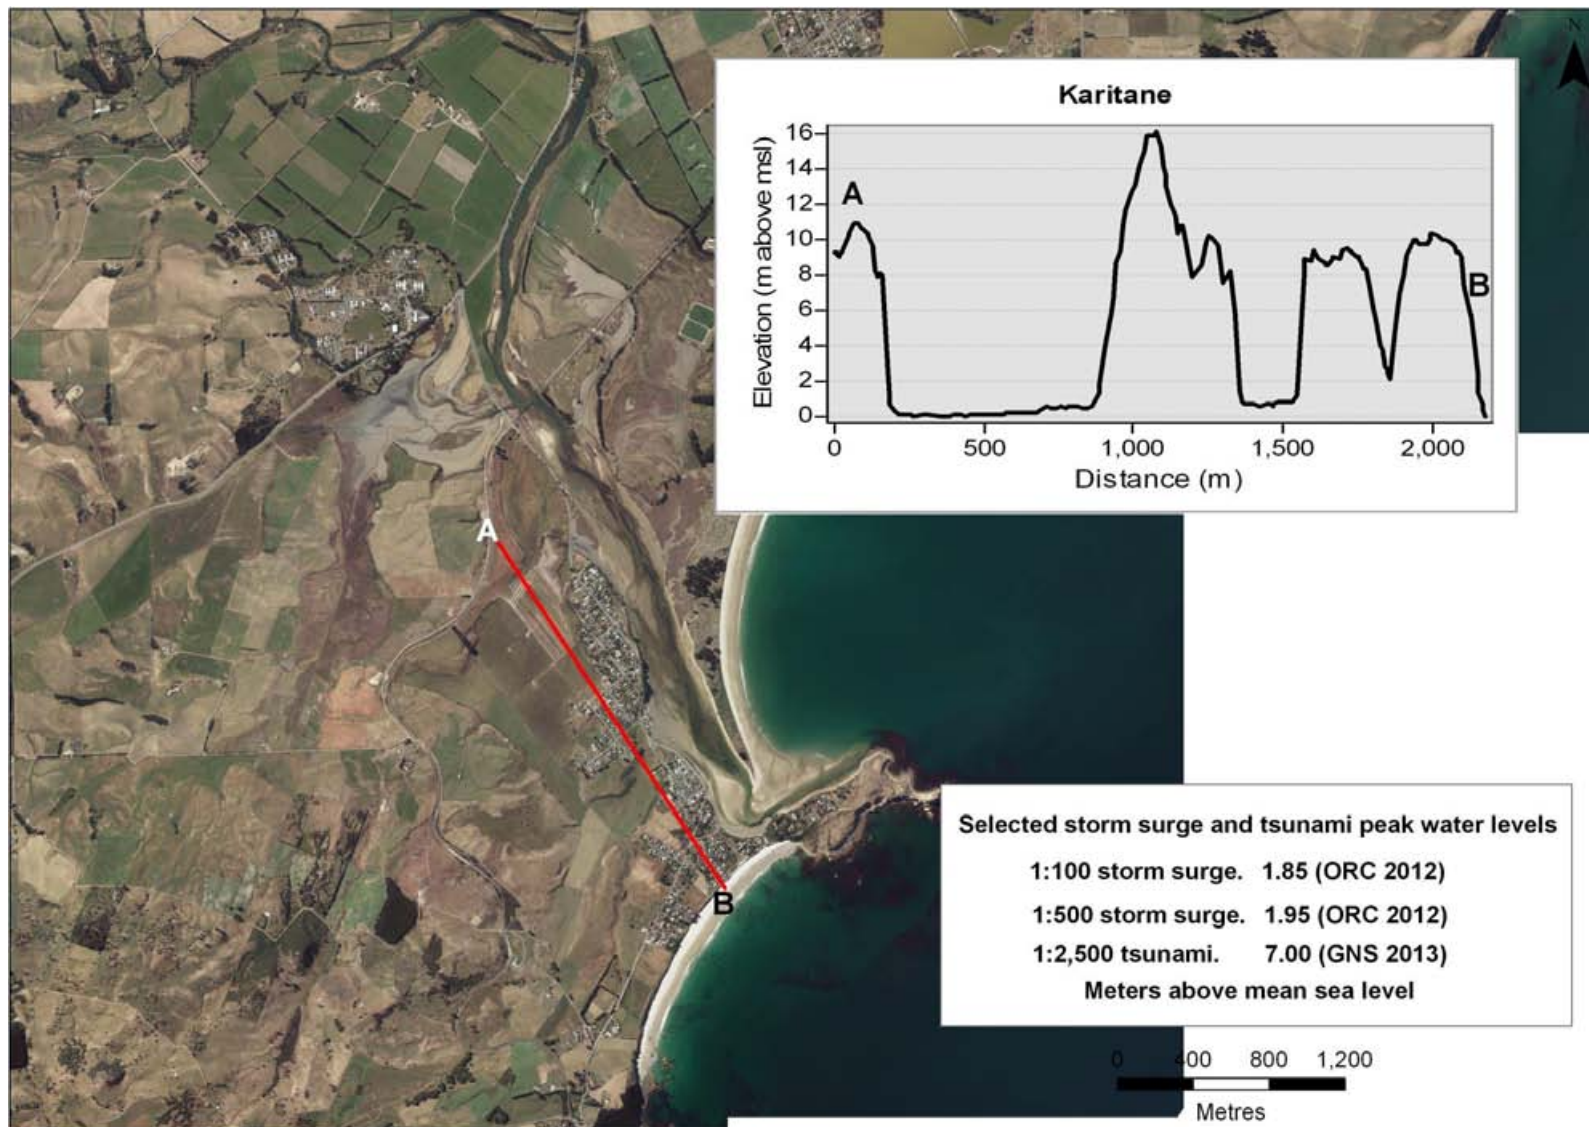 N
Karitane
Elevation (m above msl)
16
14
12
10
8
6
4
2
0
A
B
0 500 1,000 1,500 2,000
Distance (m)
A
B
Selected storm surge and tsunami peak water levels
1:100 storm surge. 1.85 (ORC 2012)
1:500 storm surge. 1.95 (ORC 2012)
1:2,500 tsunami. 7.00 (GNS 2013)
Meters above mean sea level
0 400 800 1,200
Metres